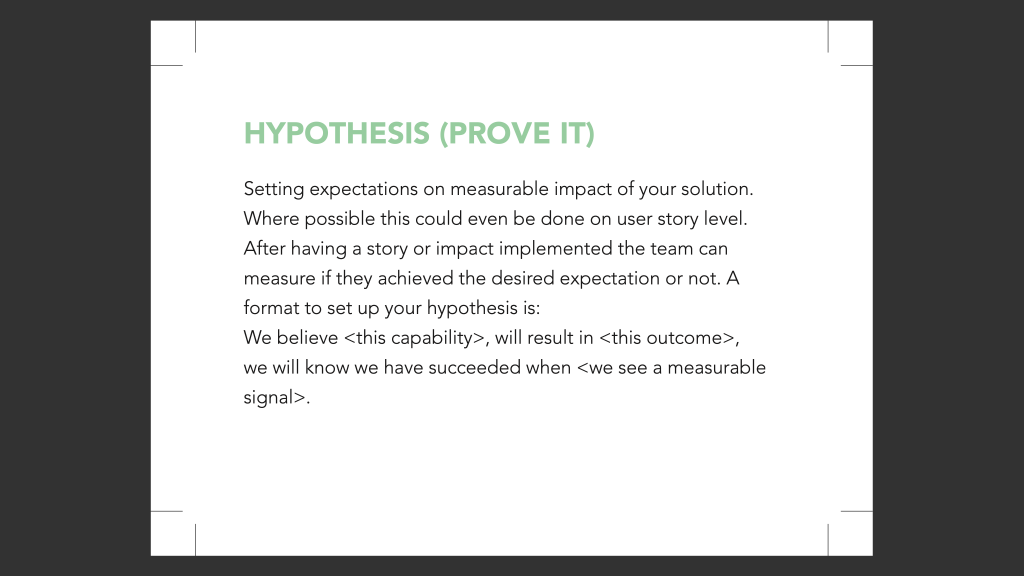 HYPOTHESIS (PROVE IT)
Setting expectations on measurable impact of your solution.
Where possible this could even be done on user story level.
After having a story or impact implemented the team can
measure if they achieved the desired expectation or not. A
format to set up your hypothesis is:
We believe <this capability>, will result in <this outcome>,
we will know we have succeeded when <we see a measurable
signal>.